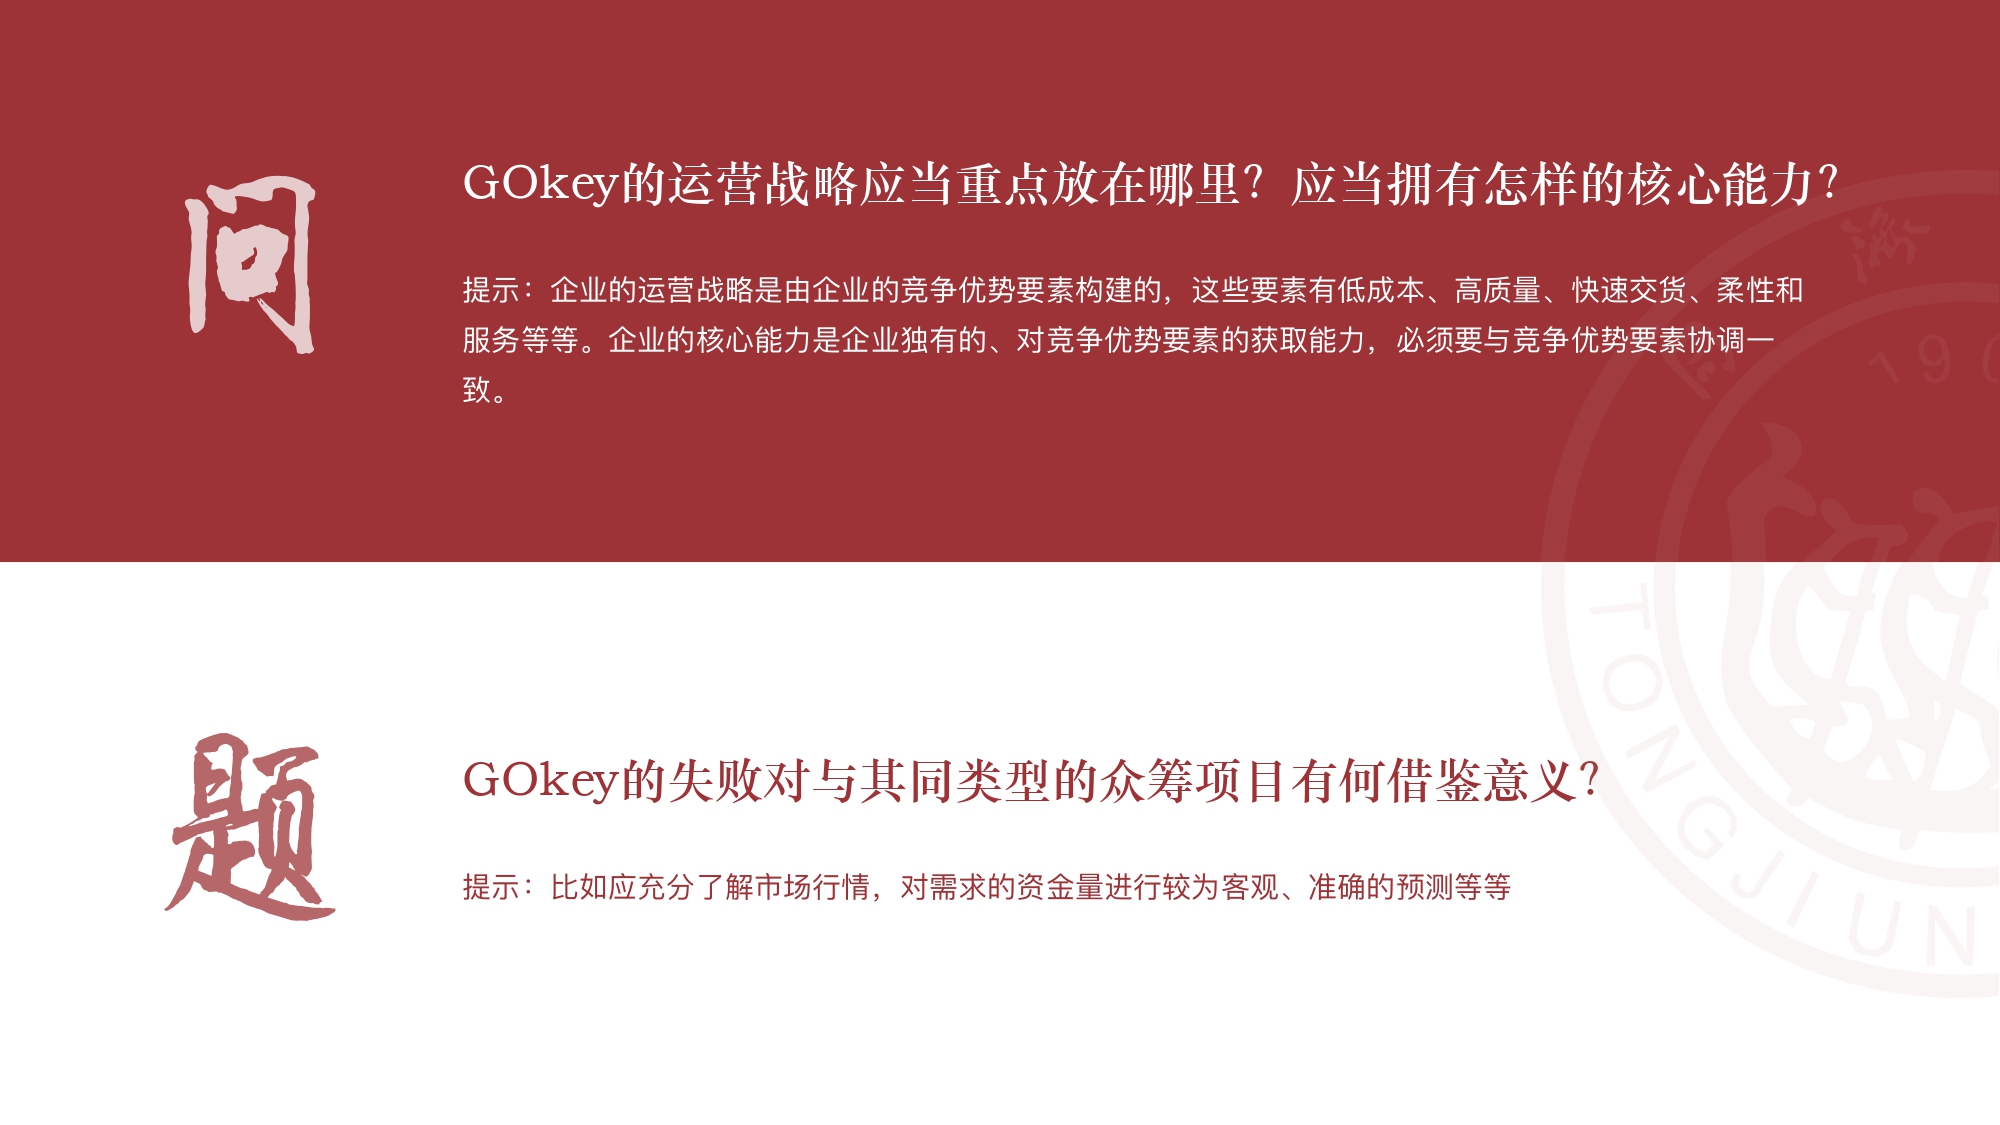 问
GOkey的运营战略应当重点放在哪里？应当拥有怎样的核心能力？
提示：企业的运营战略是由企业的竞争优势要素构建的，这些要素有低成本、高质量、快速交货、柔性和
服务等等。企业的核心能力是企业独有的、对竞争优势要素的获取能力，必须要与竞争优势要素协调一
致。
题
GOkey的失败对与其同类型的众筹项目有何借鉴意义？
提示：比如应充分了解市场行情，对需求的资金量进行较为客观、准确的预测等等
190
TONGJI UN